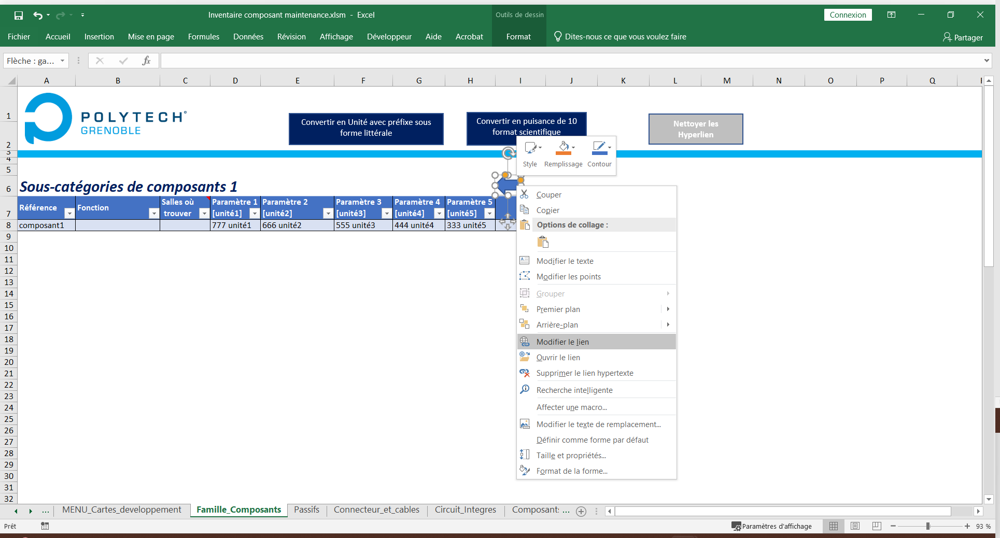 Inventaire composant maintenance.xlsm - Excel
Outils de dessin
Connexion
Fichier Accueil Insertion Mise en page Formules Données Révision Affichage Développeur Aide Acrobat Format Dites-nous ce que vous voulez faire Partager
Flèche : ga... fx
A B C D E F G H I J K L M N O P Q
1
POLYTECH
GRENOBLE
Convertir en Unité avec préfixe sous
forme littérale
Convertir en puisance de 10
format scientifique
Nettoyer les
Hyperlien
2
3
4
5
Style Remplissage Contour
6 Sous-catégories de composants 1
7
Référence Fonction
Salles où
trouver
Paramètre 1
[unité1]
Paramètre 2
[unité2]
Paramètre 3
[unité3]
Paramètre 4
[unité4]
Paramètre 5
[unité5]
8 composant1 777 unité1 666 unité2 555 unité3 444 unité4 333 unité5
9
10
11
12
13
14
15
16
17
18
19
20
21
22
23
24
25
26
27
28
29
30
31
32
Couper
Copier
Options de collage :
Modifier le texte
Modifier les points
Grouper
Premier plan
Arrière-plan
Modifier le lien
Ouvrir le lien
Supprimer le lien hypertexte
Recherche intelligente
Affecter une macro...
Modifier le texte de remplacement...
Définir comme forme par défaut
Taille et propriétés...
Format de la forme...
... MENU_Cartes_developpement Famille_Composants Passifs Connecteur_et_cables Circuit_Integres Composant: ...
Prêt Paramètres d'affichage 93 %